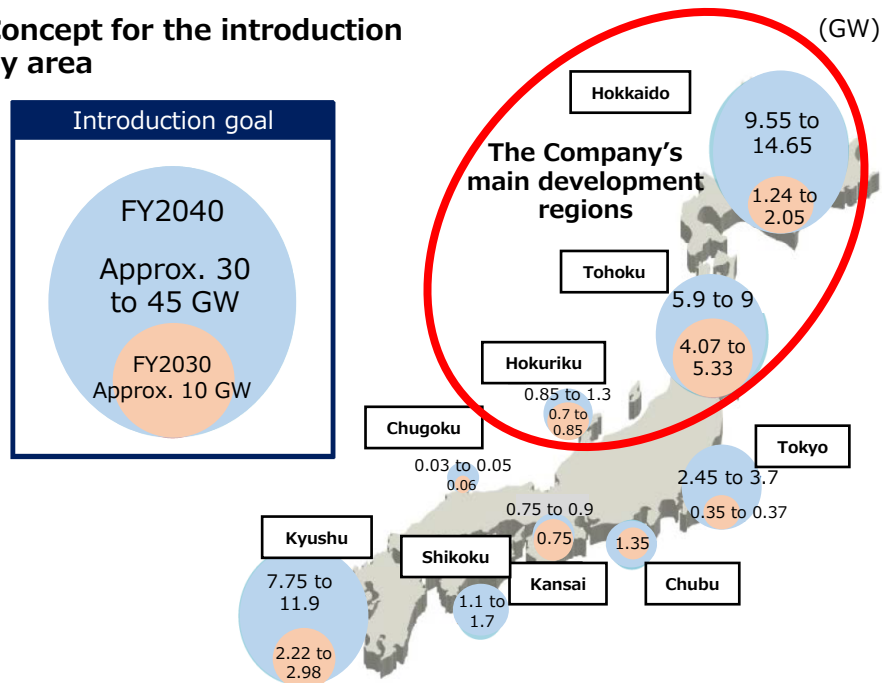 oncept for the introduction
y area
(GW)
Introduction goal
FY2040
Approx. 30
to 45 GW
FY2030
Approx. 10 GW
The Company's
main development
regions
Hokkaido
9.55 to
14.65
1.24 to
2.05
Tohoku
5.9 to 9
4.07 to
5.33
Hokuriku
0.85 to 1.3
0.7 to
0.85
Chugoku
0.03 to 0.05
0.06
Tokyo
2.45 to 3.7
0.35 to 0.37
0.75 to 0.9
0.75
Kansai
1.35
Chubu
Shikoku
1.1 to
1.7
Kyushu
7.75 to
11.9
2.22 to
2.98